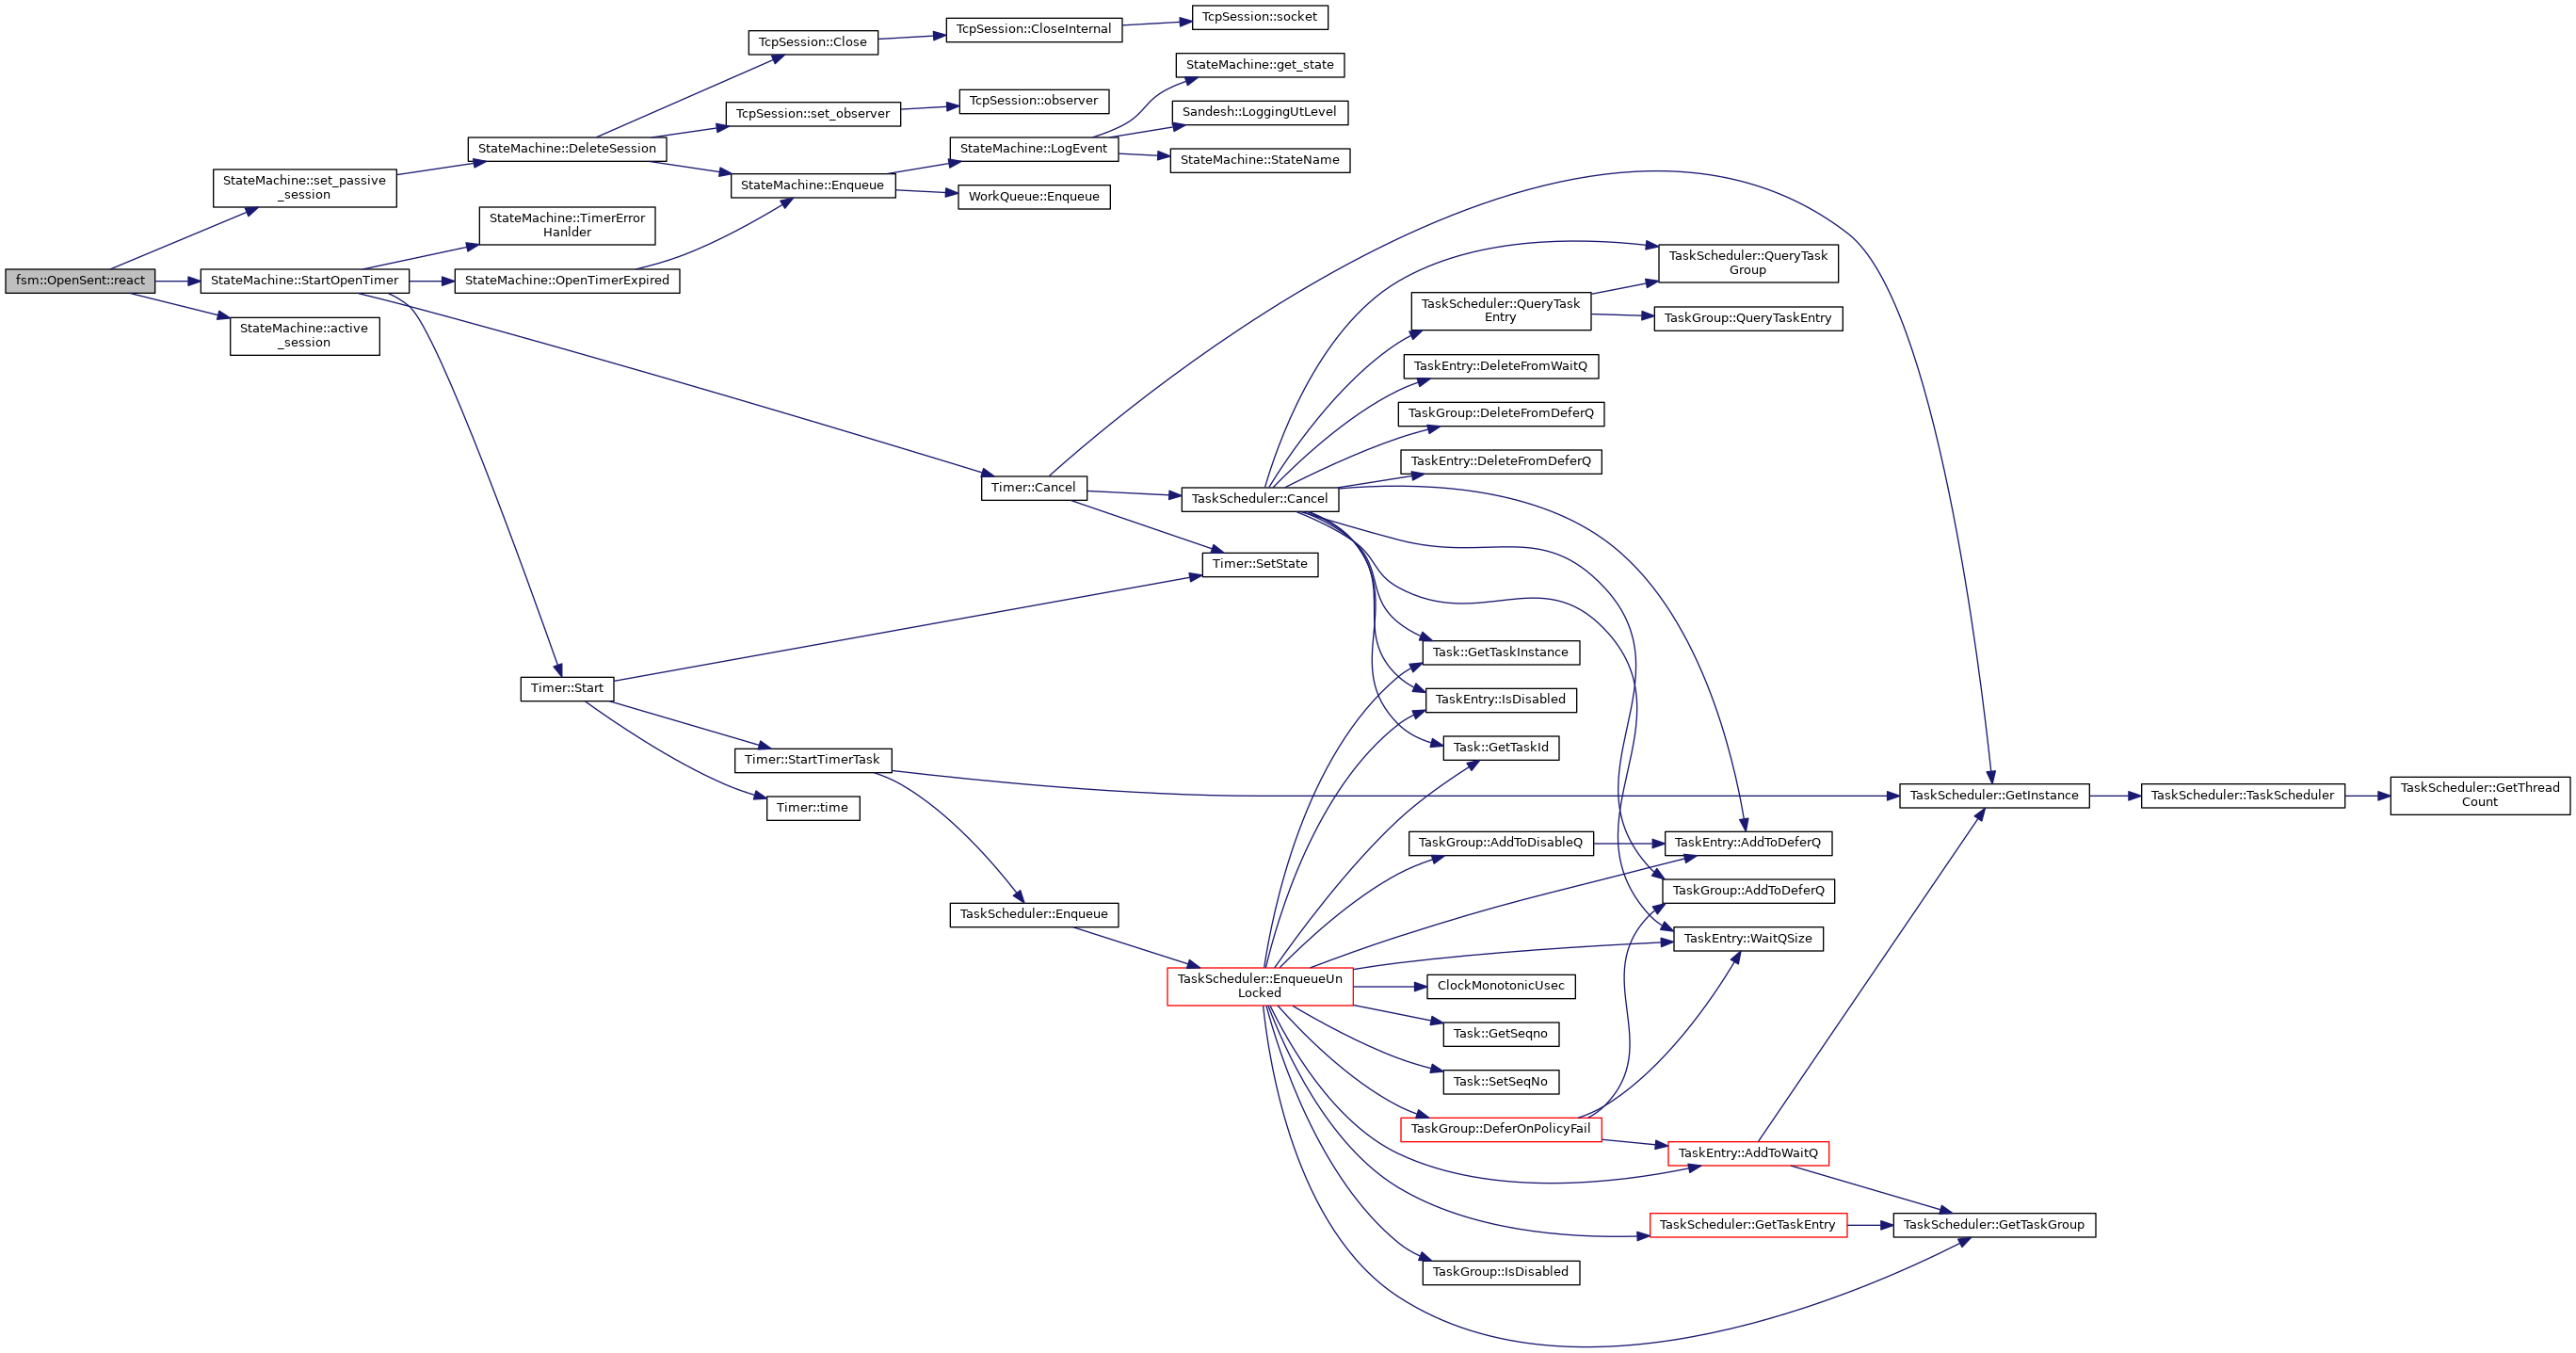 TcpSession::socket
TcpSession::CloseInternal
TcpSession::Close
StateMachine::get_state
TcpSession::observer
TcpSession::set_observer
Sandesh::LoggingUtLevel
StateMachine::DeleteSession
StateMachine::LogEvent
StateMachine::StateName
StateMachine::set_passive
_session
StateMachine::Enqueue
WorkQueue::Enqueue
StateMachine::TimerError
Hanlder
fsm::OpenSent::react
StateMachine::StartOpenTimer
StateMachine::OpenTimerExpired
StateMachine::active
_session
TaskScheduler::QueryTask
Group
TaskScheduler::QueryTask
Entry
TaskGroup::QueryTaskEntry
TaskEntry::DeleteFromWaitQ
TaskGroup::DeleteFromDeferQ
TaskEntry::DeleteFromDeferQ
Timer::Cancel
TaskScheduler::Cancel
Timer::SetState
Task::GetTaskInstance
Timer::Start
TaskEntry::IsDisabled
Task::GetTaskId
Timer::StartTimerTask
Timer::time
TaskScheduler::GetInstance
TaskScheduler::TaskScheduler
TaskScheduler::GetThread
Count
TaskGroup::AddToDisableQ
TaskEntry::AddToDeferQ
TaskGroup::AddToDeferQ
TaskScheduler::Enqueue
TaskEntry::WaitQSize
TaskScheduler::EnqueueUn
Locked
ClockMonotonicUsec
Task::GetSeqno
Task::SetSeqNo
TaskGroup::DeferOnPolicyFail
TaskEntry::AddToWaitQ
TaskScheduler::GetTaskEntry
TaskScheduler::GetTaskGroup
TaskGroup::IsDisabled